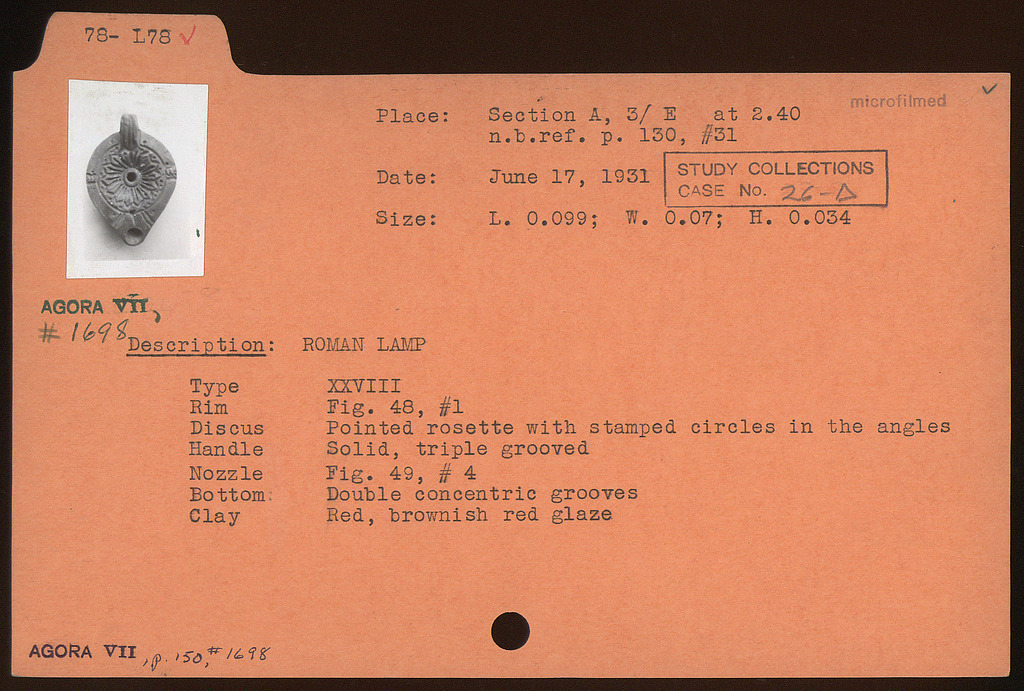 78- L78 ✓
microfilmed ✓
Place: Section A, 3/ E at 2.40
n.b.ref. p. 130, #31
Date: June 17, 1931
STUDY COLLECTIONS
CASE No. 26-Δ
Size: L. 0.099; W. 0.07; H. 0.034
AGORA VII,
# 1698
Description: ROMAN LAMP
Type XXVIII
Rim Fig. 48, #1
Discus Pointed rosette with stamped circles in the angles
Handle Solid, triple grooved
Nozzle Fig. 49, # 4
Bottom: Double concentric grooves
Clay Red, brownish red glaze
AGORA VII, p. 150, #1698